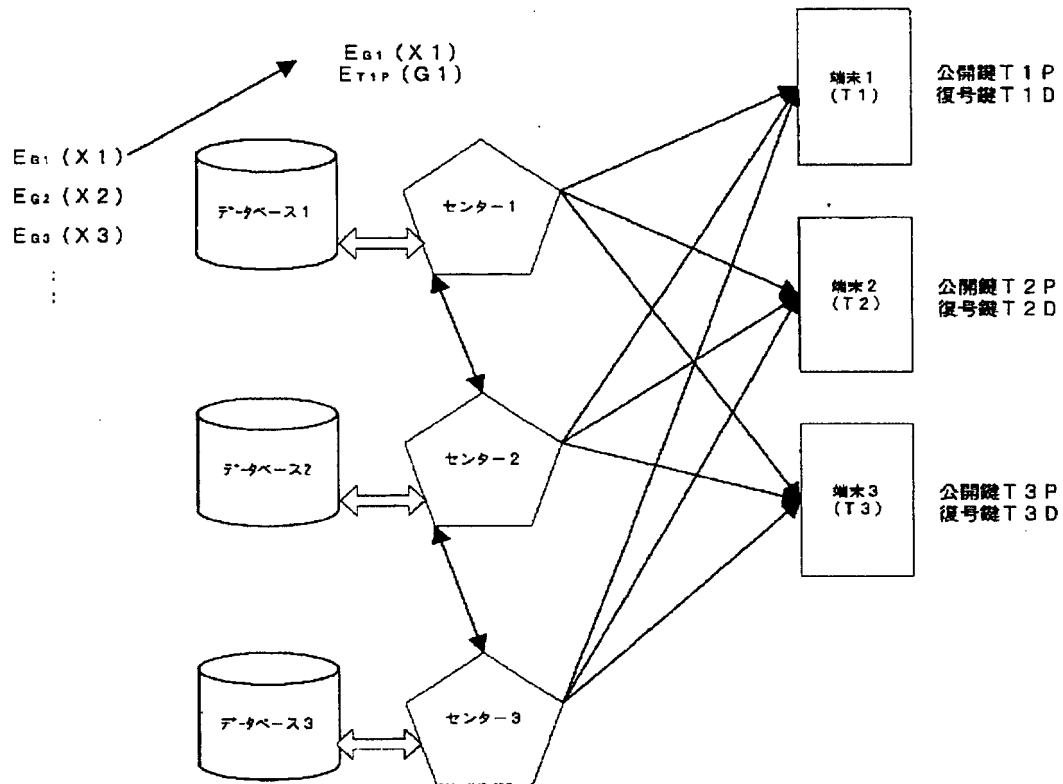 EG1 (X1)
ET1P (G1)
EG1 (X1)
EG2 (X2)
EG3 (X3)
データベース1
センター1
端末1
(T1)
公開鍵T1P
復号鍵T1D
端末2
(T2)
公開鍵T2P
復号鍵T2D
データベース2
センター2
端末3
(T3)
公開鍵T3P
復号鍵T3D
データベース3
センター3